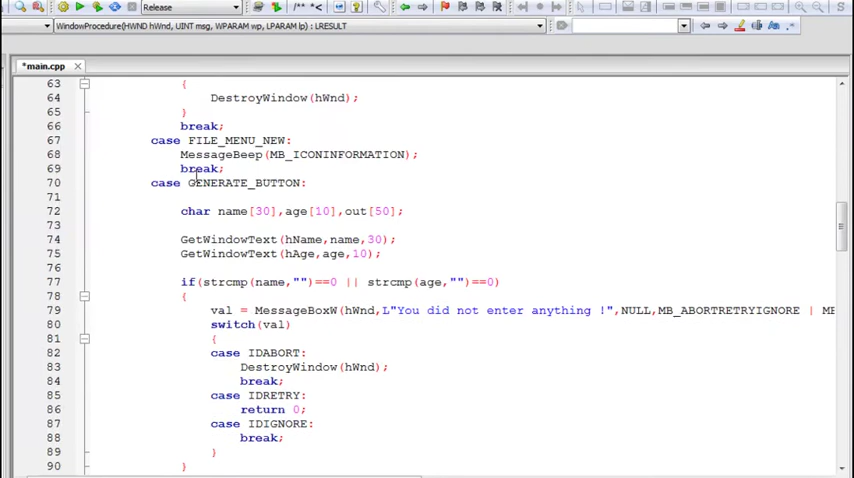 Release
/** *<
WindowProcedure(HWND hWnd, UINT msg, WPARAM wp, LPARAM lp) : LRESULT
Aa
.*
*main.cpp
63 {
64 DestroyWindow(hWnd);
65 }
66 break;
67 case FILE_MENU_NEW:
68 MessageBeep(MB_ICONINFORMATION);
69 break;
70 case GENERATE_BUTTON:
71
72 char name[30],age[10],out[50];
73
74 GetWindowText(hName,name,30);
75 GetWindowText(hAge,age,10);
76
77 if(strcmp(name,"")==0 || strcmp(age,"")==0)
78 {
79 val = MessageBoxW(hWnd,L"You did not enter anything !",NULL,MB_ABORTRETRYIGNORE | MB
80 switch(val)
81 {
82 case IDABORT:
83 DestroyWindow(hWnd);
84 break;
85 case IDRETRY:
86 return 0;
87 case IDIGNORE:
88 break;
89 }
90 }